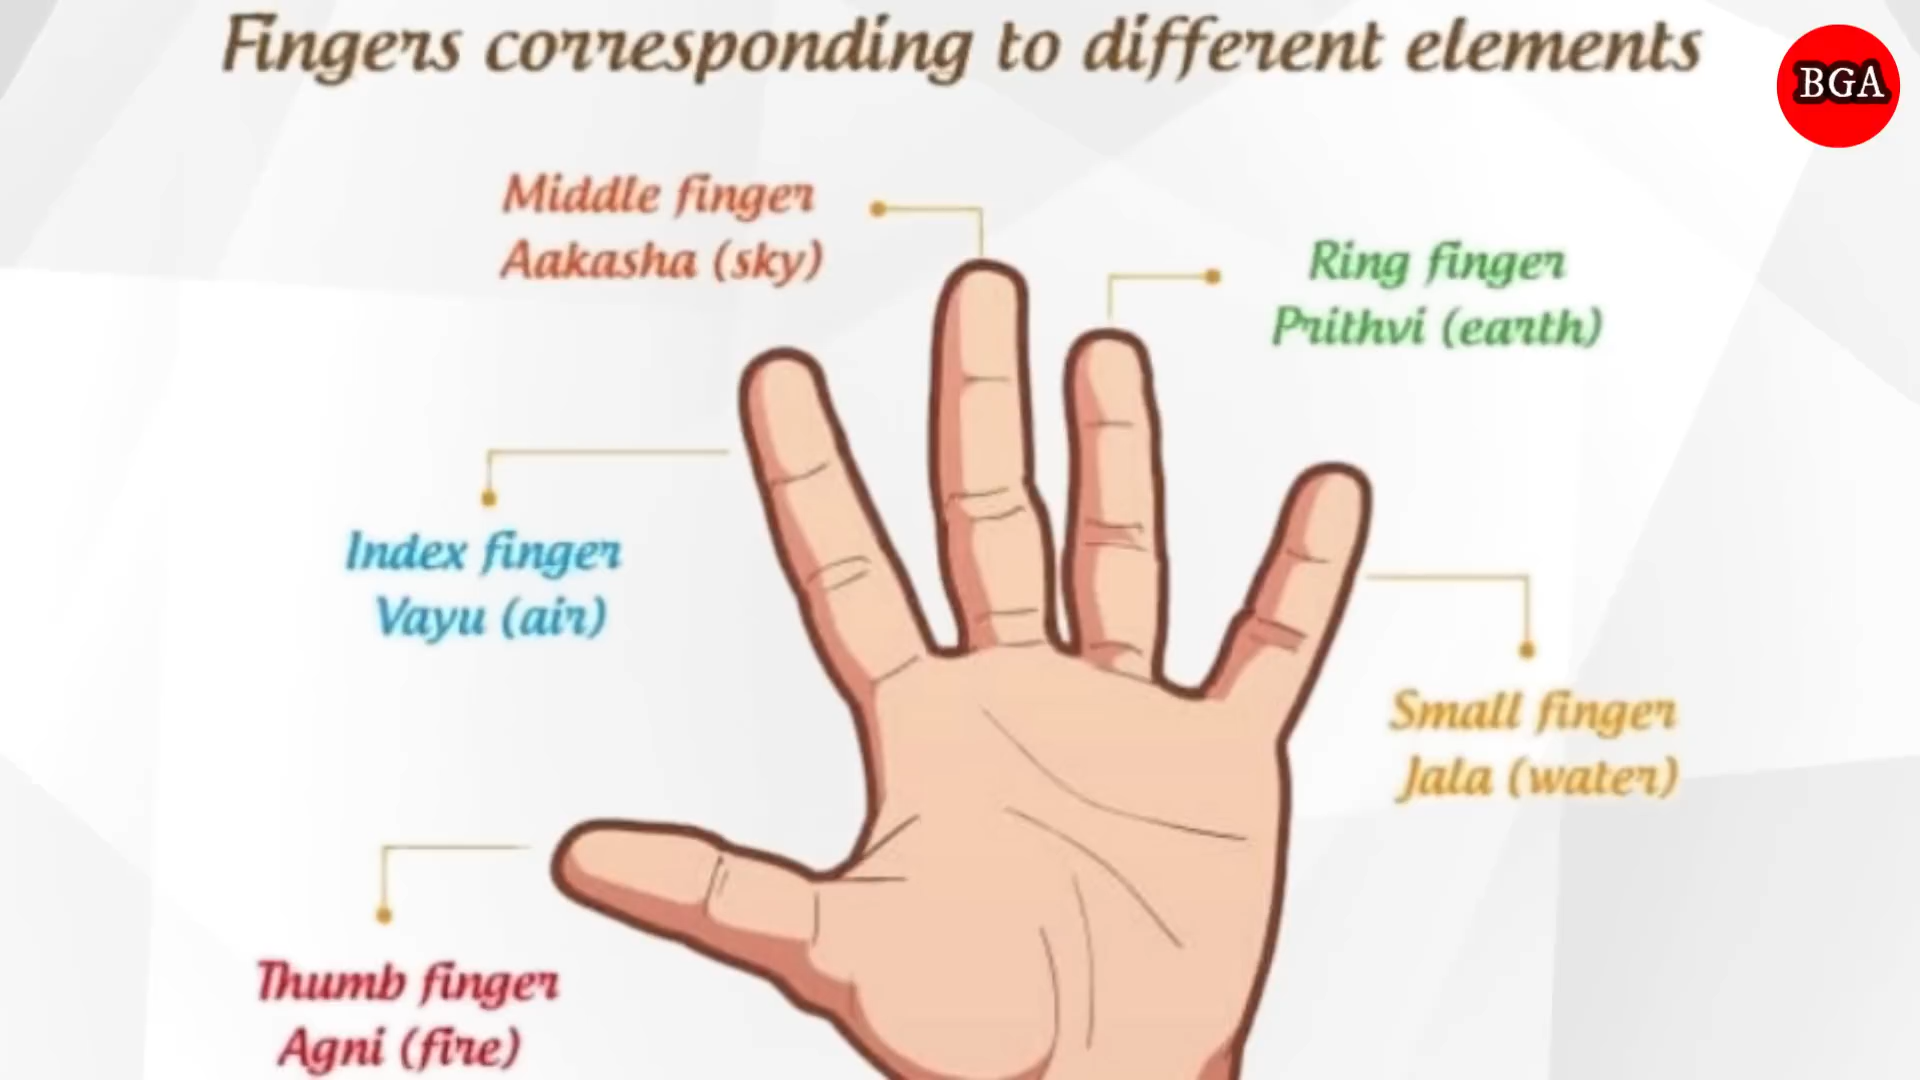 Fingers corresponding to different elements
BGA
Middle finger
Aakasha (sky)
Ring finger
Prithvi (earth)
Index finger
Vayu (air)
Small finger
Jala (water)
Thumb finger
Agni (fire)